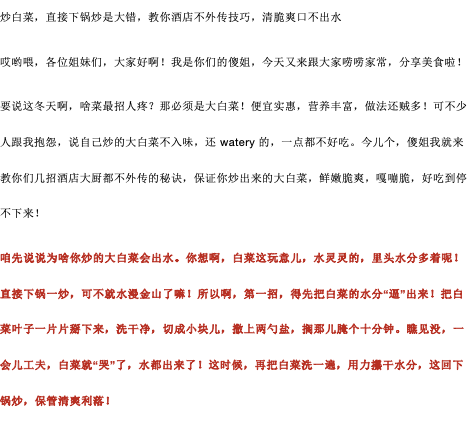 炒白菜，直接下锅炒是大错，教你酒店不外传技巧，清脆爽口不出水
哎哟喂，各位姐妹们，大家好啊！我是你们的傻姐，今天又来跟大家唠唠家常，分享美食啦！
要说这冬天啊，啥菜最招人疼？那必须是大白菜！便宜实惠，营养丰富，做法还贼多！可不少
人跟我抱怨，说自己炒的大白菜不入味，还 watery 的，一点都不好吃。今儿个，傻姐我就来
教你们几招酒店大厨都不外传的秘诀，保证你炒出来的大白菜，鲜嫩脆爽，嘎嘣脆，好吃到停
不下来！
咱先说说为啥你炒的大白菜会出水。你想啊，白菜这玩意儿，水灵灵的，里头水分多着呢！
直接下锅一炒，可不就水漫金山了嘛！所以啊，第一招，得先把白菜的水分“逼”出来！把白
菜叶子一片片掰下来，洗干净，切成小块儿，撒上两勺盐，搁那儿腌个十分钟。瞧见没，一
会儿工夫，白菜就“哭”了，水都出来了！这时候，再把白菜洗一遍，用力攥干水分，这回下
锅炒，保管清爽利落！